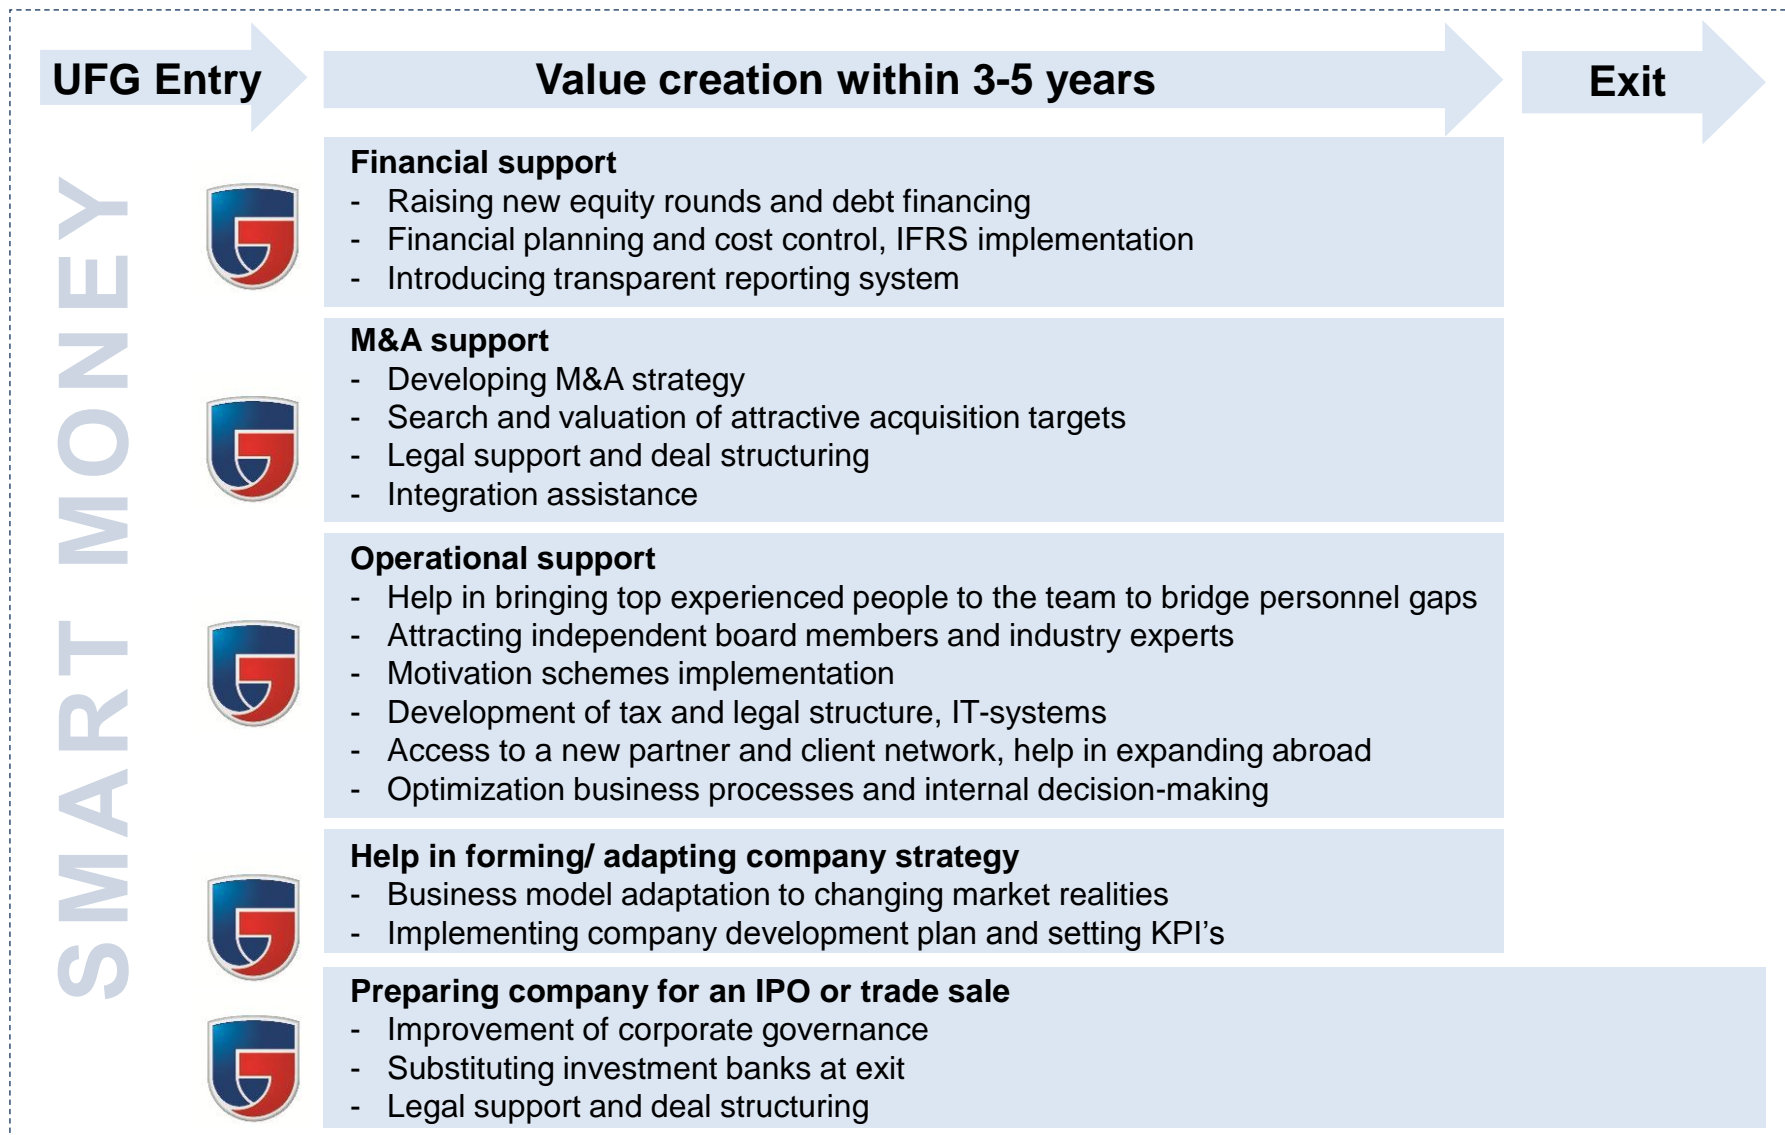 UFG Entry
Value creation within 3-5 years
Exit
SMART MONEY
Financial support
- Raising new equity rounds and debt financing
- Financial planning and cost control, IFRS implementation
- Introducing transparent reporting system
M&A support
- Developing M&A strategy
- Search and valuation of attractive acquisition targets
- Legal support and deal structuring
- Integration assistance
Operational support
- Help in bringing top experienced people to the team to bridge personnel gaps
- Attracting independent board members and industry experts
- Motivation schemes implementation
- Development of tax and legal structure, IT-systems
- Access to a new partner and client network, help in expanding abroad
- Optimization business processes and internal decision-making
Help in forming/ adapting company strategy
- Business model adaptation to changing market realities
- Implementing company development plan and setting KPI’s
Preparing company for an IPO or trade sale
- Improvement of corporate governance
- Substituting investment banks at exit
- Legal support and deal structuring